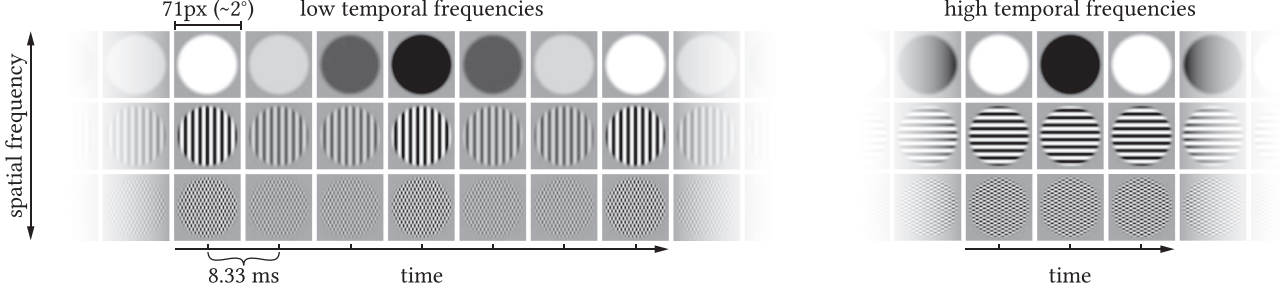 71px (~2°)
low temporal frequencies
high temporal frequencies
spatial frequency
8.33 ms
time
time